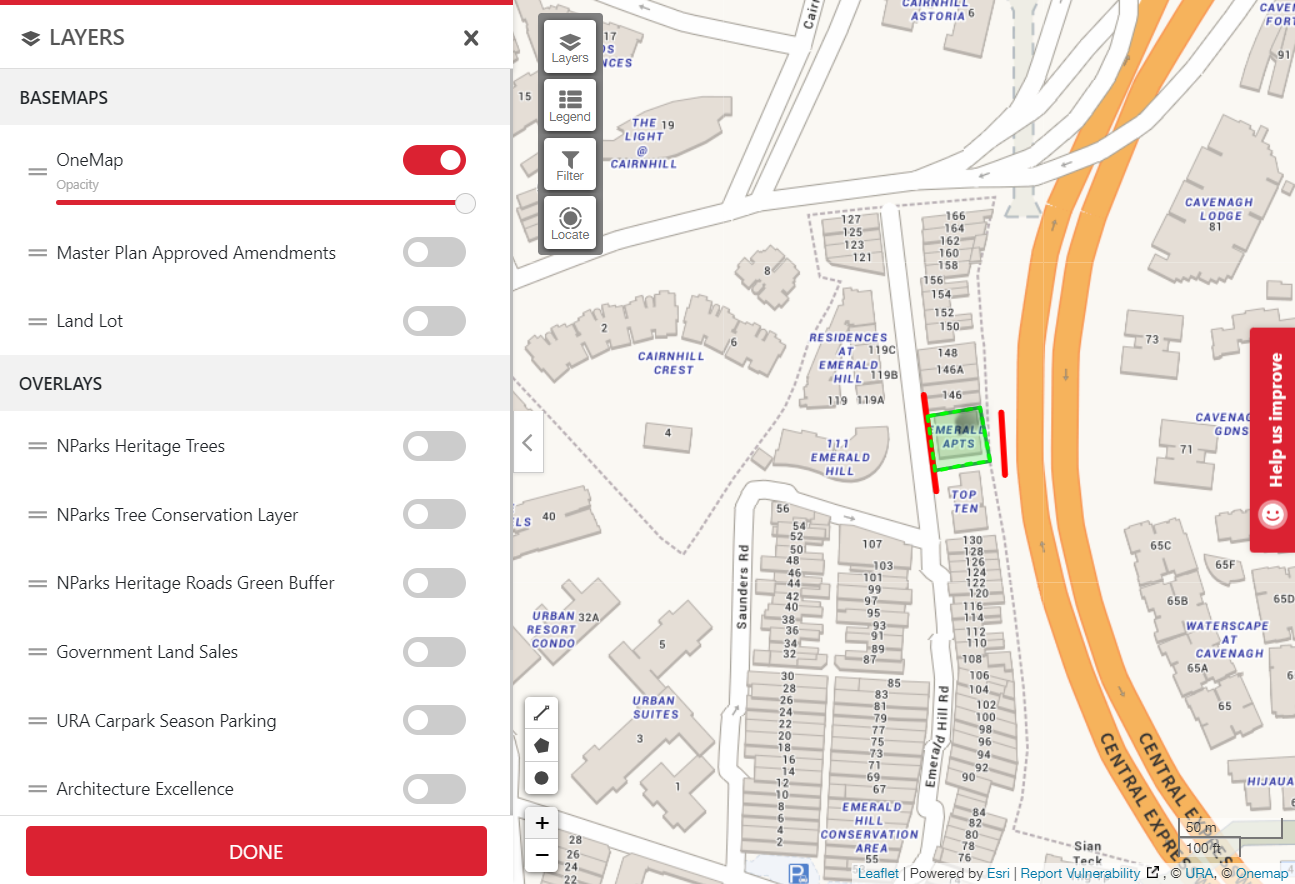 LAYERS
BASEMAPS
OneMap
Opacity
Master Plan Approved Amendments
Land Lot
OVERLAYS
NParks Heritage Trees
NParks Tree Conservation Layer
NParks Heritage Roads Green Buffer
Government Land Sales
URA Carpark Season Parking
Architecture Excellence
DONE
Layers
Legend
Filter
Locate
17
15
THE 19
LIGHT
@
CAIRNHILL
CAIRNHILL
ASTORIA 6
91
CAVENAGH
LODGE
81
127
125
123
121
166
164
162
160
158
156
154
152
150
148
146A
146
8
2
6
CAIRNHILL
CREST
4
RESIDENCES
AT
EMERALD
HILL
119C
119B
119 119A
111
EMERALD
HILL
APTS
TOP
TEN
73
71
Help us improve
40
56
54
52
50
48
46
44
42
40
38
36
34
32
107
103
101
99
97
95
93
91
89
87
130
128
126
124
122
120
116
114
112
110
108
106
104
102
100
98
96
94
92
90
84
82
80
78
76
Saunders Rd
Emerald Hill Rd
URBAN 32A
RESORT
CONDO
5
URBAN
SUITES
3
1
30
28
26
24
22
20
18
16
14
12
10
8
6
4
2
85
83
81
79
77
75
73
71
69
67
EMERALD
HILL
CONSERVATION
AREA
55
28
26
24
22
65C
65F
65B
65D
WATERSCAPE
AT
CAVENAGH
65A
65
CENTRAL
CENTRAL
Sian
Teck
+
−
50 m
100 ft
Leaflet | Powered by Esri | Report Vulnerability , © URA, © Onemap